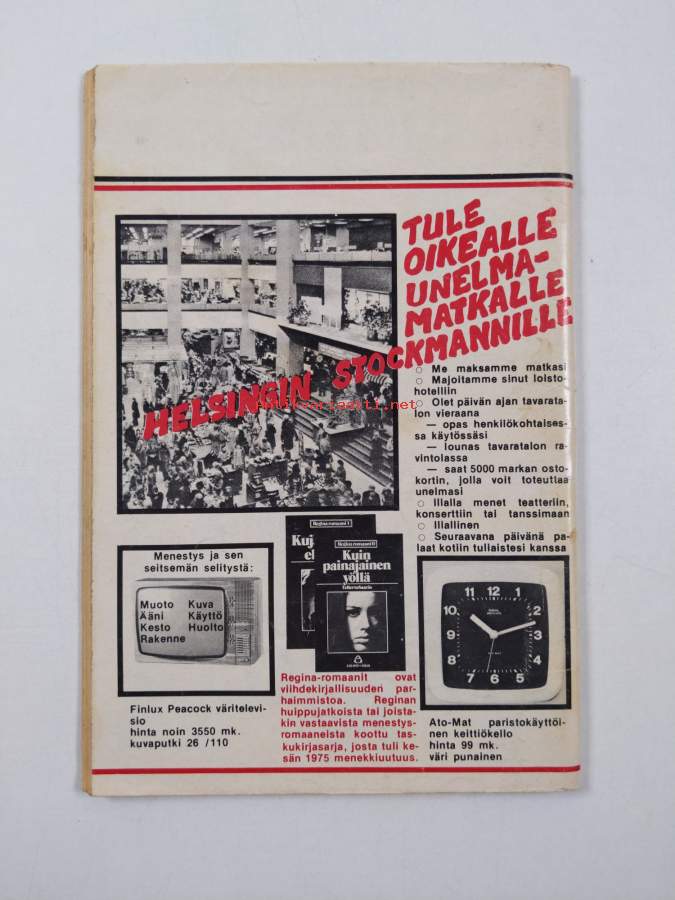 TULE
OIKEALLE
UNELMA-
MATKALLE
HELSINGIN STOCKMANNILLE
○ Me maksamme matkasi
○ Majoitamme sinut loisto-
hotelliin
○ Olet päivän ajan tavarata-
lon vieraana
— opas henkilökohtaises-
sa käytössäsi
— lounas tavaratalon ra-
vintolassa
— saat 5000 markan osto-
kortin, jolla voit toteuttaa
unelmasi
○ Illalla menet teatteriin,
konserttiin tai tanssimaan
○ Illallinen
○ Seuraavana päivänä pa-
laat kotiin tuliaistesi kanssa
Menestys ja sen
seitsemän selitystä:
Muoto Kuva
Ääni Käyttö
Kesto Huolto
Rakenne
Finlux Peacock väritelevi-
sio
hinta noin 3550 mk.
kuvaputki 26 /110
Kuin
painajainen
yöllä
Regina-romaanit ovat
viihdekirjallisuuden par-
haimmistoa. Reginan
huippujatkoista tai joista-
kin vastaavista menestys-
romaaneista koottu tas-
kukirjasarja, josta tuli ke-
sän 1975 menekkiuutuus.
11 12 1
10 2
9 3
8 4
7 6 5
Ato-Mat paristokäyttöi-
nen keittiökello
hinta 99 mk.
väri punainen